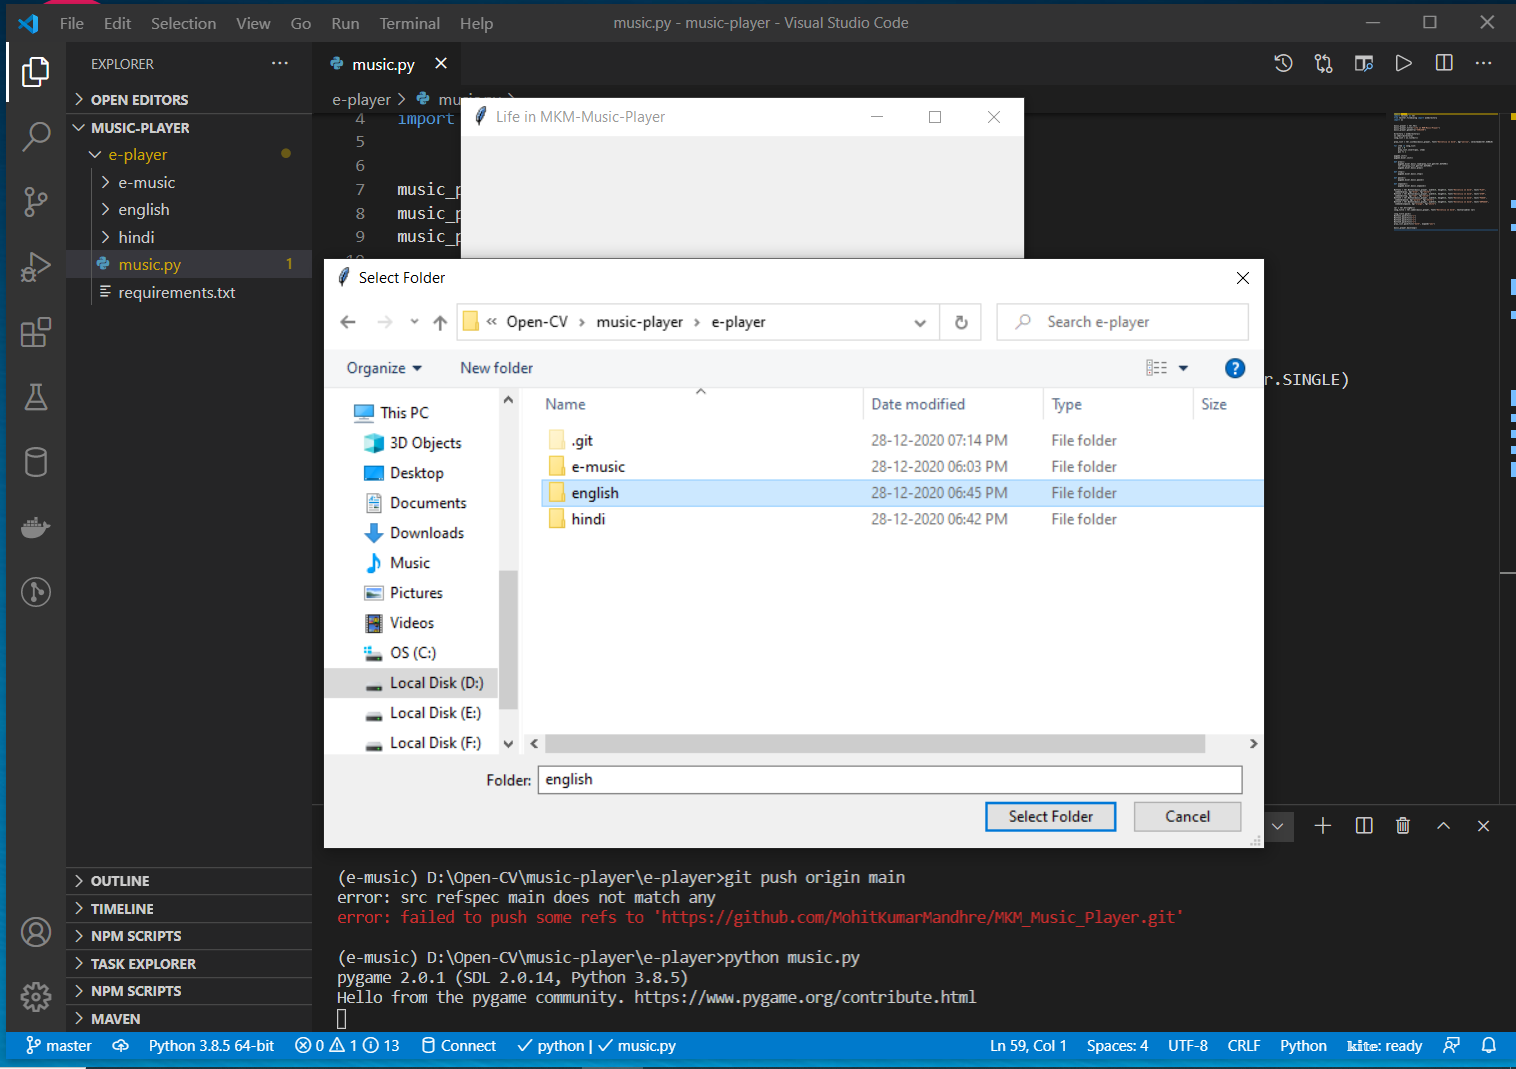 File Edit Selection View Go Run Terminal Help
music.py - music-player - Visual Studio Code
EXPLORER
OPEN EDITORS
MUSIC-PLAYER
e-player
e-music
english
hindi
music.py 1
requirements.txt
OUTLINE
TIMELINE
NPM SCRIPTS
TASK EXPLORER
NPM SCRIPTS
MAVEN
music.py
e-player
4 import
5
6
7 music_p
8 music_p
9 music_p
r.SINGLE)
Life in MKM-Music-Player
Select Folder
« Open-CV › music-player › e-player
Search e-player
Organize New folder
This PC
3D Objects
Desktop
Documents
Downloads
Music
Pictures
Videos
OS (C:)
Local Disk (D:)
Local Disk (E:)
Local Disk (F:)
Name Date modified Type Size
.git 28-12-2020 07:14 PM File folder
e-music 28-12-2020 06:03 PM File folder
english 28-12-2020 06:45 PM File folder
hindi 28-12-2020 06:42 PM File folder
Folder: english
Select Folder Cancel
(e-music) D:\Open-CV\music-player\e-player>git push origin main
error: src refspec main does not match any
error: failed to push some refs to 'https://github.com/MohitKumarMandhre/MKM_Music_Player.git'
(e-music) D:\Open-CV\music-player\e-player>python music.py
pygame 2.0.1 (SDL 2.0.14, Python 3.8.5)
Hello from the pygame community. https://www.pygame.org/contribute.html
master Python 3.8.5 64-bit 0 1 13 Connect python | music.py Ln 59, Col 1 Spaces: 4 UTF-8 CRLF Python kite: ready